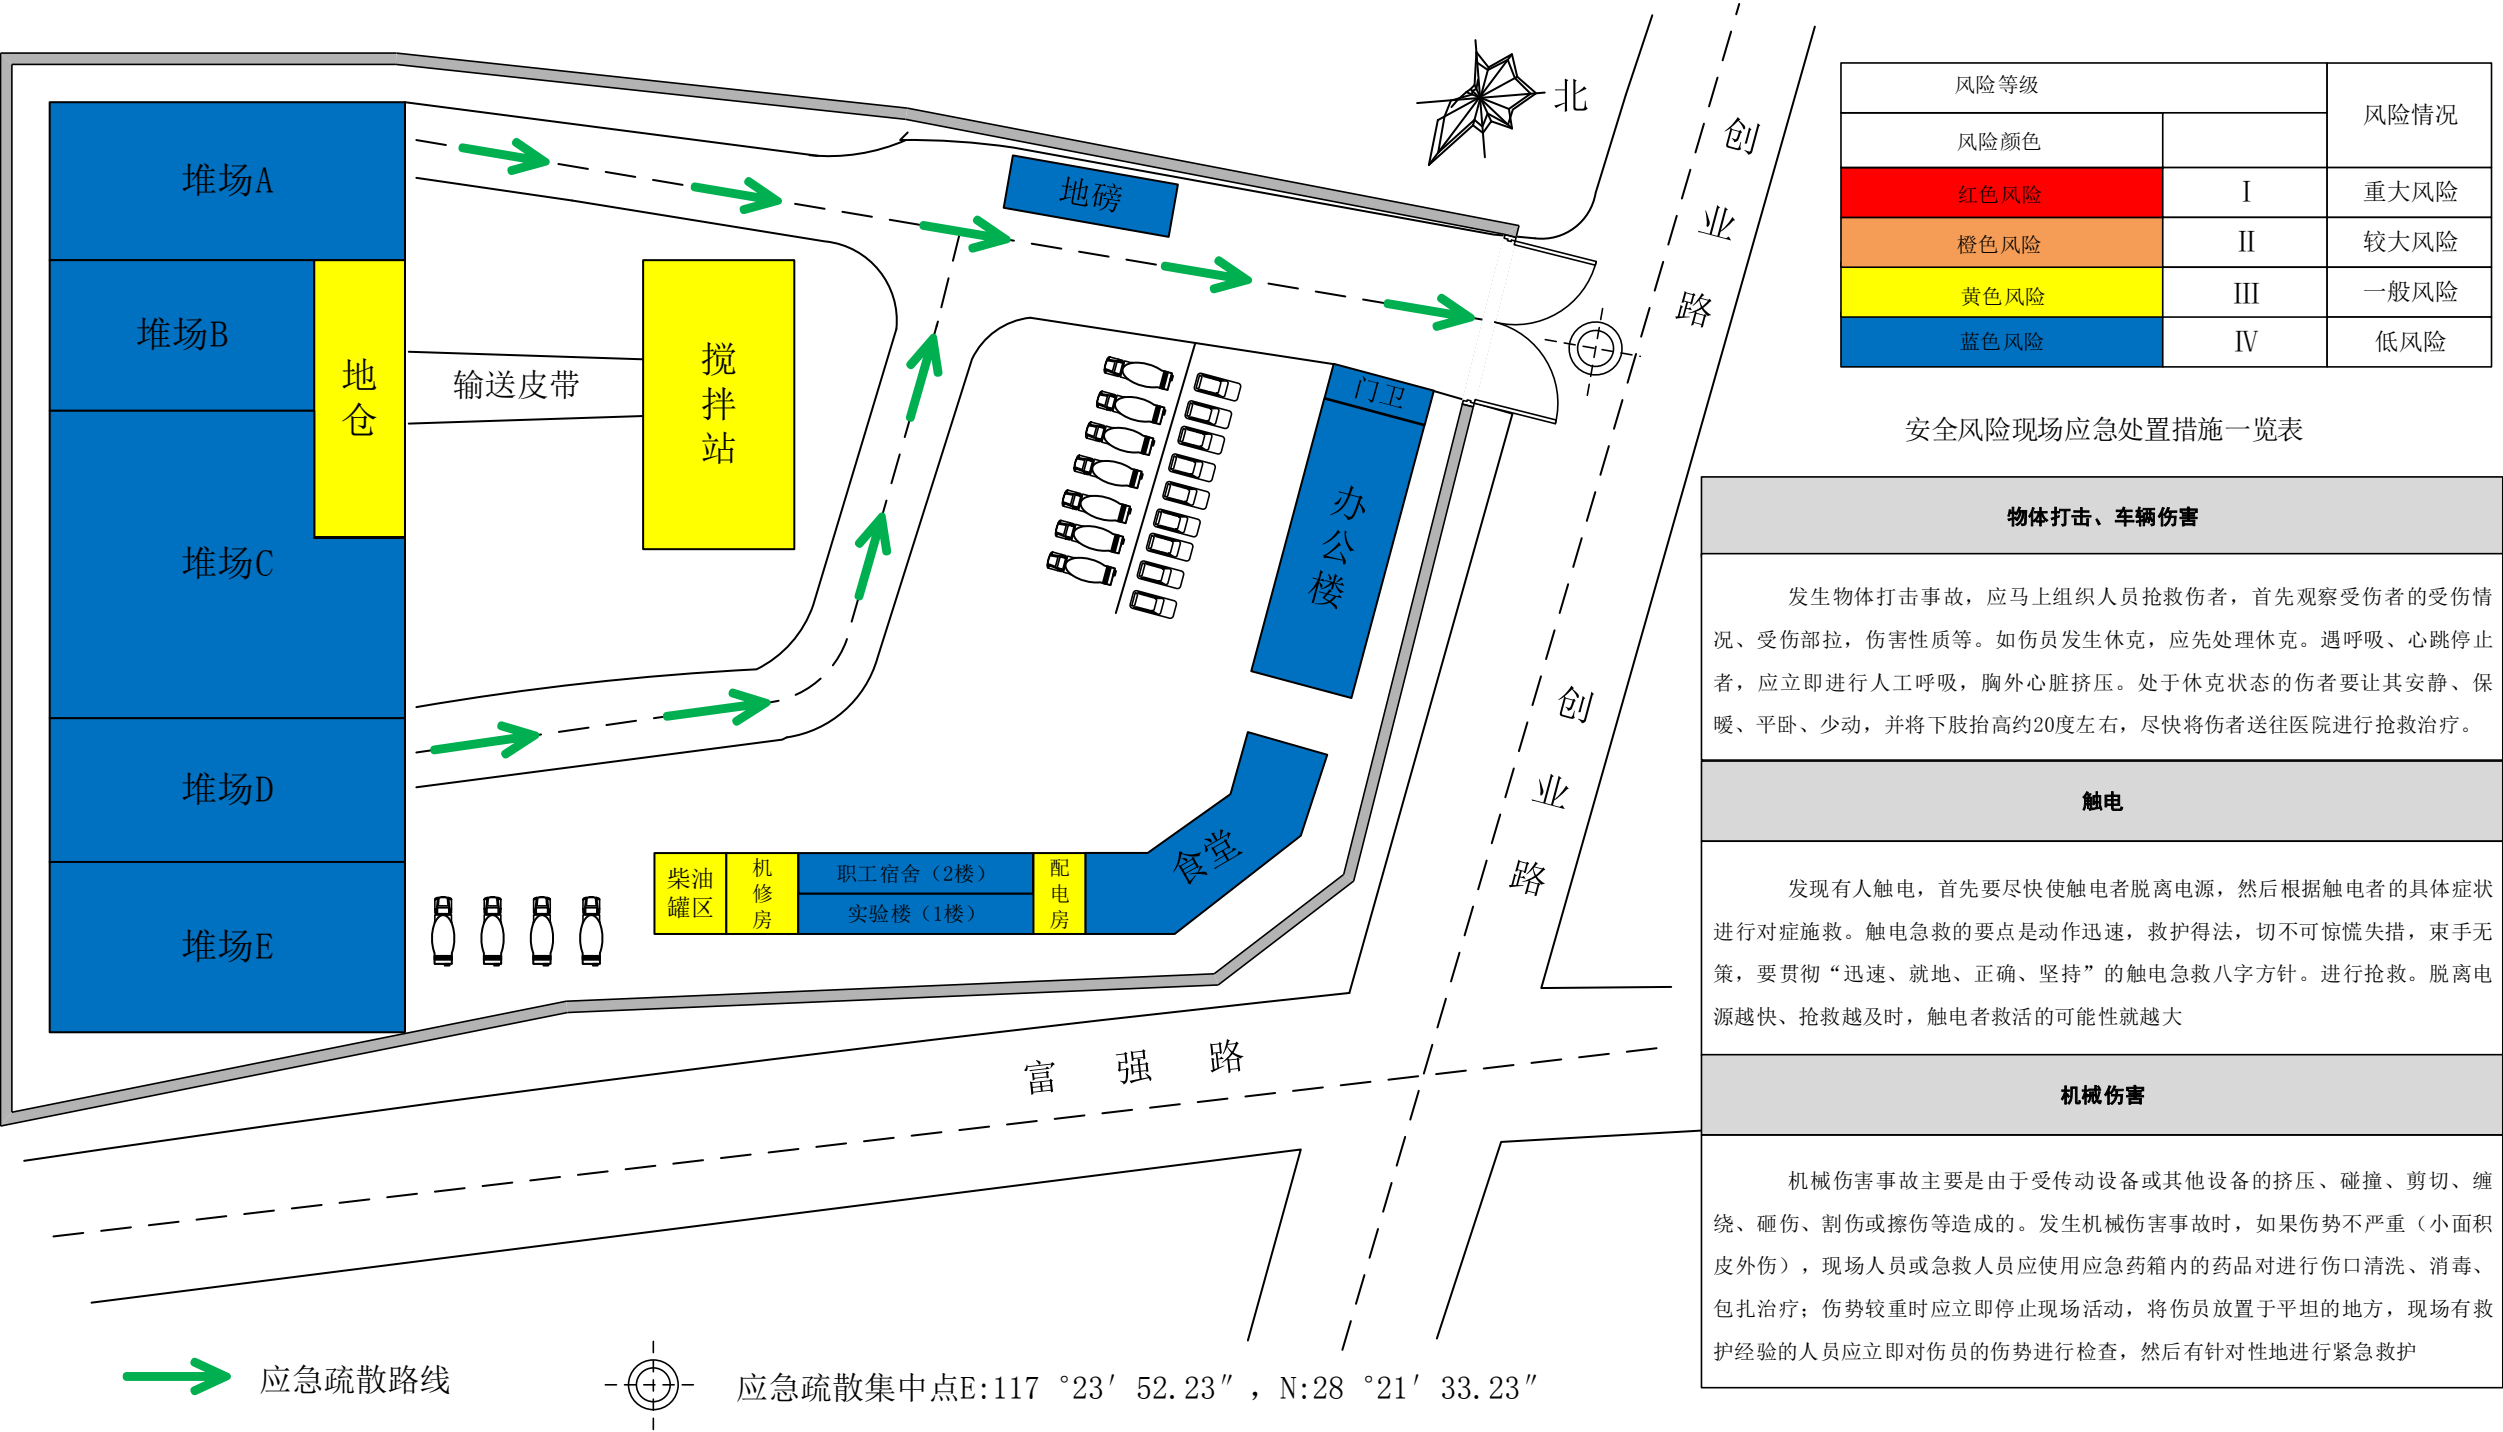 堆场A
堆场B
地仓
堆场C
堆场D
堆场E
输送皮带
搅拌站
地磅
北
门卫
办公楼
食堂
柴油
罐区
机修房
职工宿舍（2楼）
实验楼（1楼）
配电房
创业路
创业路
富强路
应急疏散路线
应急疏散集中点E:117 °23′ 52.23″ ，N:28 °21′ 33.23″
风险等级
风险情况
风险颜色
红色风险 I 重大风险
橙色风险 II 较大风险
黄色风险 III 一般风险
蓝色风险 IV 低风险
安全风险现场应急处置措施一览表
物体打击、车辆伤害
发生物体打击事故，应马上组织人员抢救伤者，首先观察受伤者的受伤情
况、受伤部拉，伤害性质等。如伤员发生休克，应先处理休克。遇呼吸、心跳停止
者，应立即进行人工呼吸，胸外心脏挤压。处于休克状态的伤者要让其安静、保
暖、平卧、少动，并将下肢抬高约20度左右，尽快将伤者送往医院进行抢救治疗。
触电
发现有人触电，首先要尽快使触电者脱离电源，然后根据触电者的具体症状
进行对症施救。触电急救的要点是动作迅速，救护得法，切不可惊慌失措，束手无
策，要贯彻“迅速、就地、正确、坚持”的触电急救八字方针。进行抢救。脱离电
源越快、抢救越及时，触电者救活的可能性就越大
机械伤害
机械伤害事故主要是由于受传动设备或其他设备的挤压、碰撞、剪切、缠
绕、砸伤、割伤或擦伤等造成的。发生机械伤害事故时，如果伤势不严重（小面积
皮外伤），现场人员或急救人员应使用应急药箱内的药品对进行伤口清洗、消毒、
包扎治疗；伤势较重时应立即停止现场活动，将伤员放置于平坦的地方，现场有救
护经验的人员应立即对伤员的伤势进行检查，然后有针对性地进行紧急救护